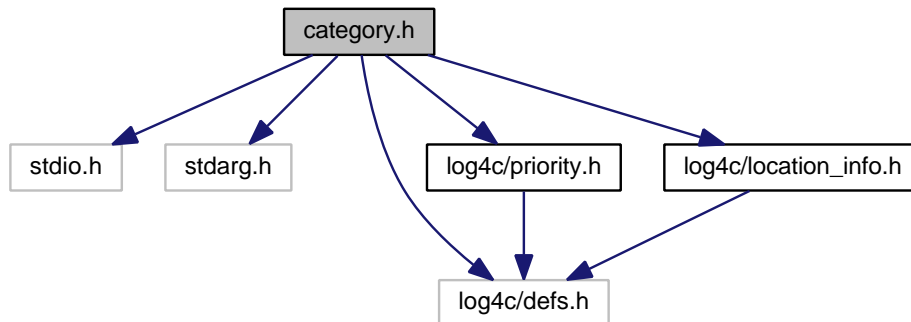 category.h
stdio.h
stdarg.h
log4c/priority.h
log4c/location_info.h
log4c/defs.h